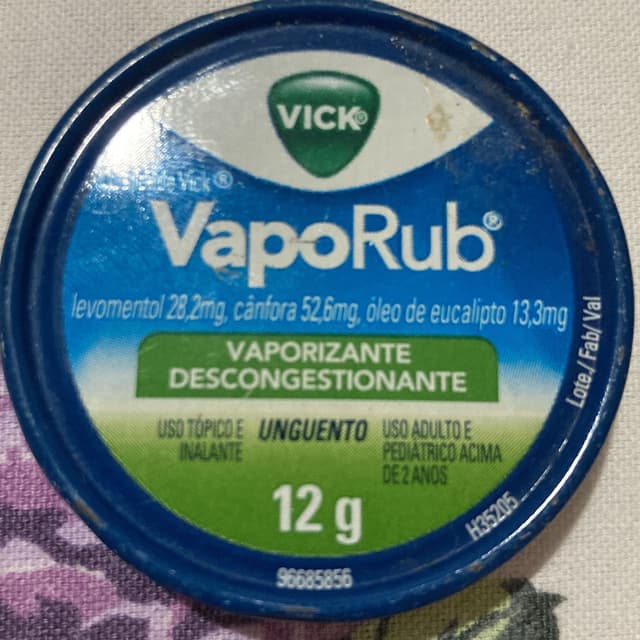 VICK®
VapoRub®
levomentol 28,2mg, cânfora 52,6mg, óleo de eucalipto 13,3mg
VAPORIZANTE
DESCONGESTIONANTE
USO TÓPICO E
INALANTE
UNGUENTO
USO ADULTO E
PEDIÁTRICO ACIMA
DE 2 ANOS
12 g
Lote / Fab/ Val
H35205
96685856